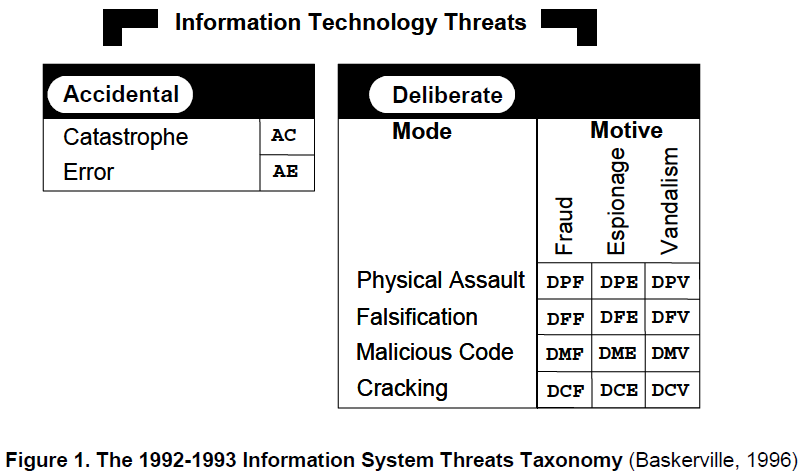 Information Technology Threats
Accidental
Catastrophe AC
Error AE
Deliberate
Mode Motive
Fraud Espionage Vandalism
Physical Assault DPF DPE DPV
Falsification DFF DFE DFV
Malicious Code DMF DME DMV
Cracking DCF DCE DCV
Figure 1. The 1992-1993 Information System Threats Taxonomy (Baskerville, 1996)